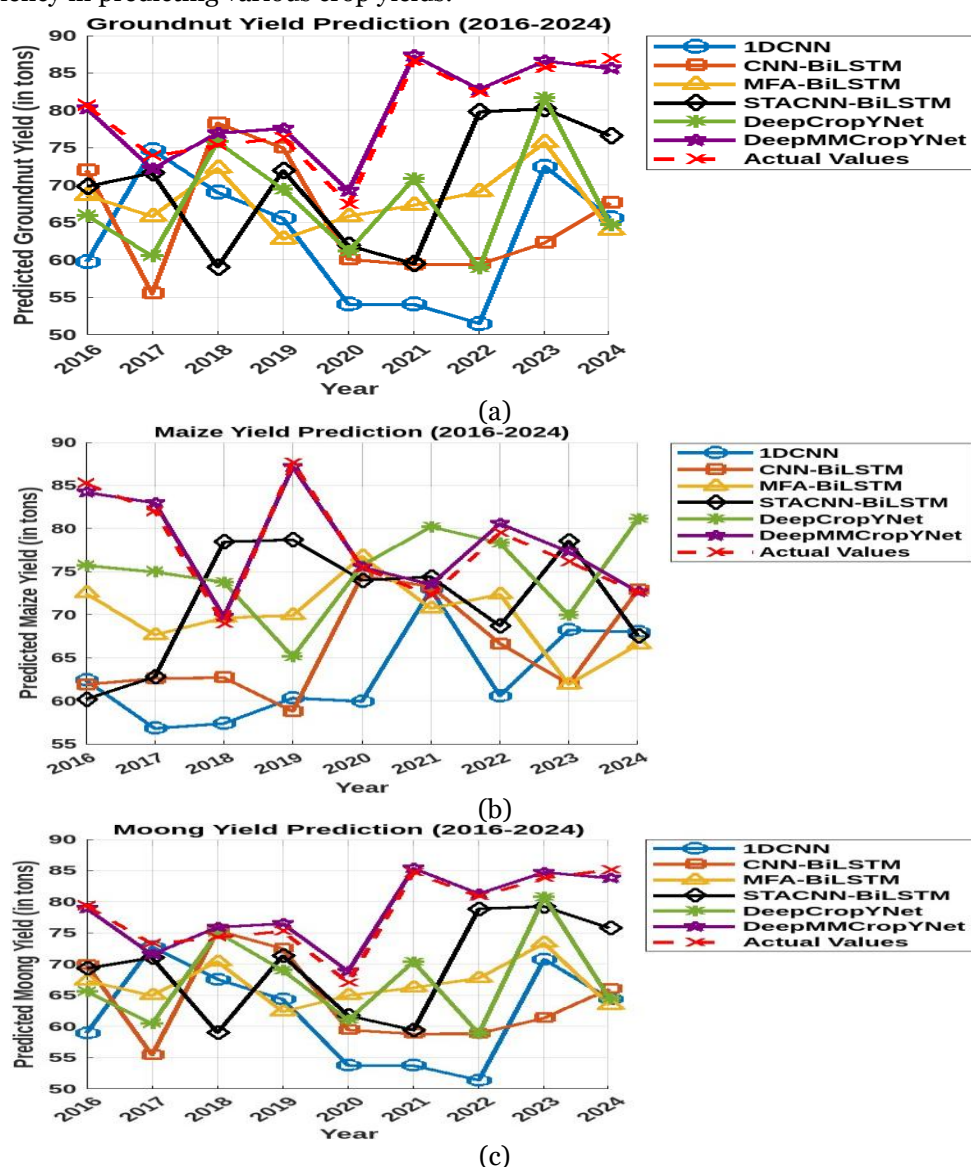 iency in predicting various crop yields.
Groundnut Yield Prediction (2016-2024)
Predicted Groundnut Yield (in tons)
90
85
80
75
70
65
60
55
50
2016 2017 2018 2019 2020 2021 2022 2023 2024
Year
1DCNN
CNN-BiLSTM
MFA-BiLSTM
STACNN-BiLSTM
DeepCropYNet
DeepMMCropYNet
Actual Values
(a)
Maize Yield Prediction (2016-2024)
Predicted Maize Yield (in tons)
90
85
80
75
70
65
60
55
2016 2017 2018 2019 2020 2021 2022 2023 2024
Year
1DCNN
CNN-BiLSTM
MFA-BiLSTM
STACNN-BiLSTM
DeepCropYNet
DeepMMCropYNet
Actual Values
(b)
Moong Yield Prediction (2016-2024)
Predicted Moong Yield (in tons)
90
85
80
75
70
65
60
55
50
2016 2017 2018 2019 2020 2021 2022 2023 2024
Year
1DCNN
CNN-BiLSTM
MFA-BiLSTM
STACNN-BiLSTM
DeepCropYNet
DeepMMCropYNet
Actual Values
(c)